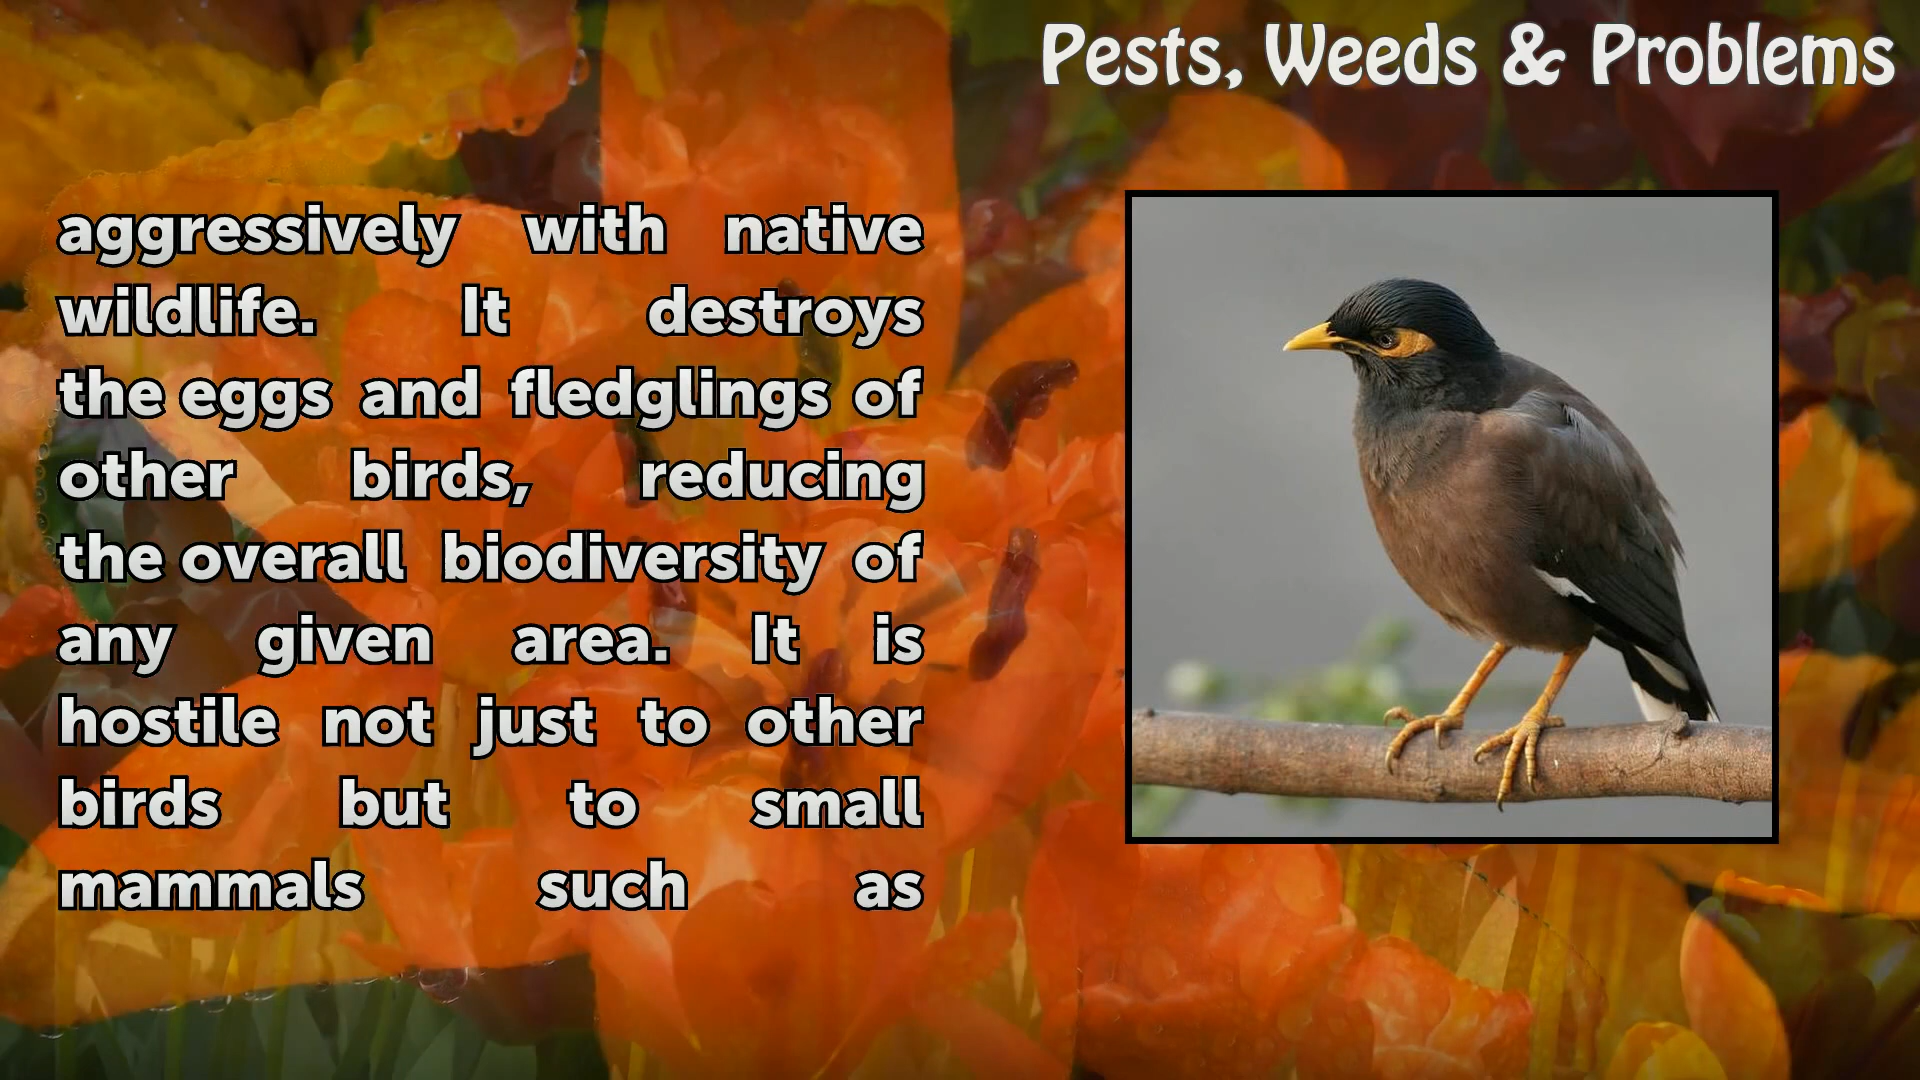 Pests, Weeds & Problems
aggressively with native
wildlife. It destroys
the eggs and fledglings of
other birds, reducing
the overall biodiversity of
any given area. It is
hostile not just to other
birds but to small
mammals such as